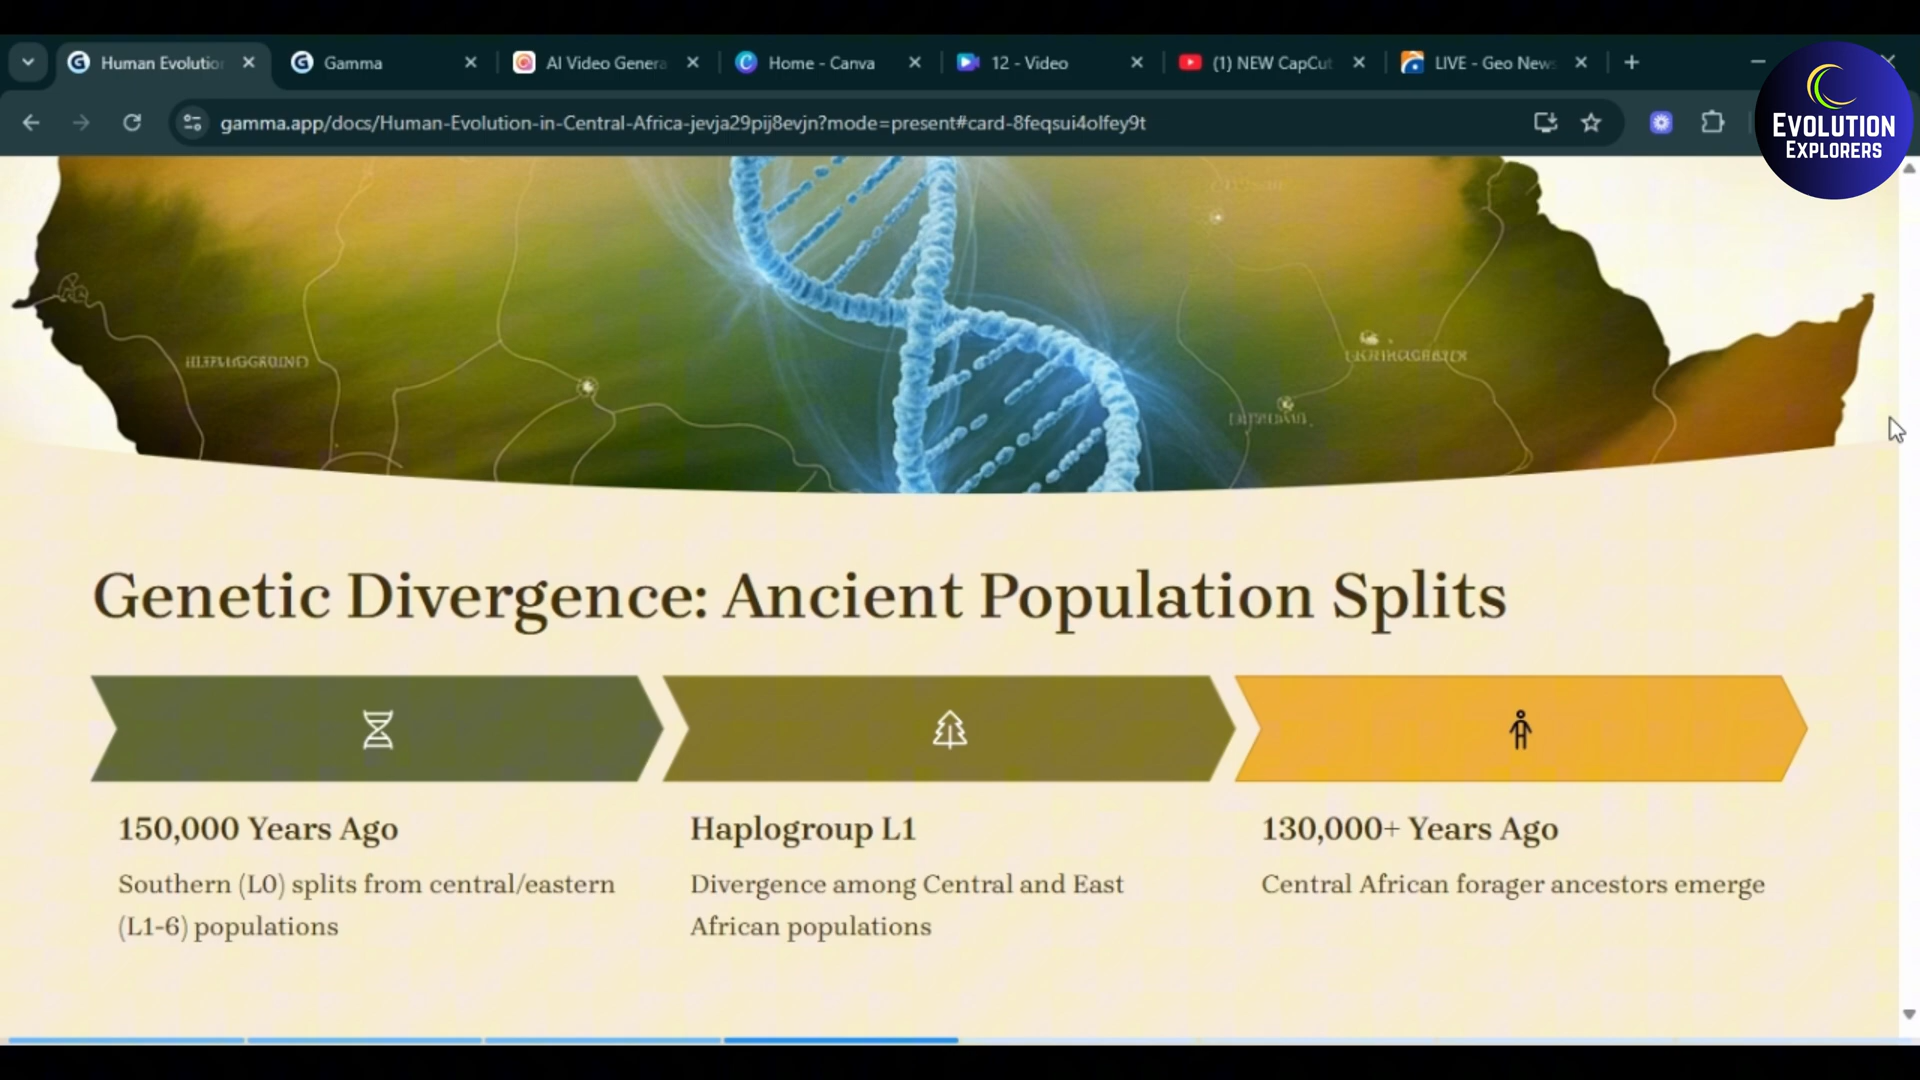 Human Evolutio
Gamma
AI Video Genera
Home - Canva
12 - Video
(1) NEW CapCut
LIVE - Geo News
gamma.app/docs/Human-Evolution-in-Central-Africa-jevja29pij8evjn?mode=present#card-8feqsui4olfey9t
EVOLUTION
EXPLORERS
Genetic Divergence: Ancient Population Splits
150,000 Years Ago
Southern (L0) splits from central/eastern
(L1-6) populations
Haplogroup L1
Divergence among Central and East
African populations
130,000+ Years Ago
Central African forager ancestors emerge